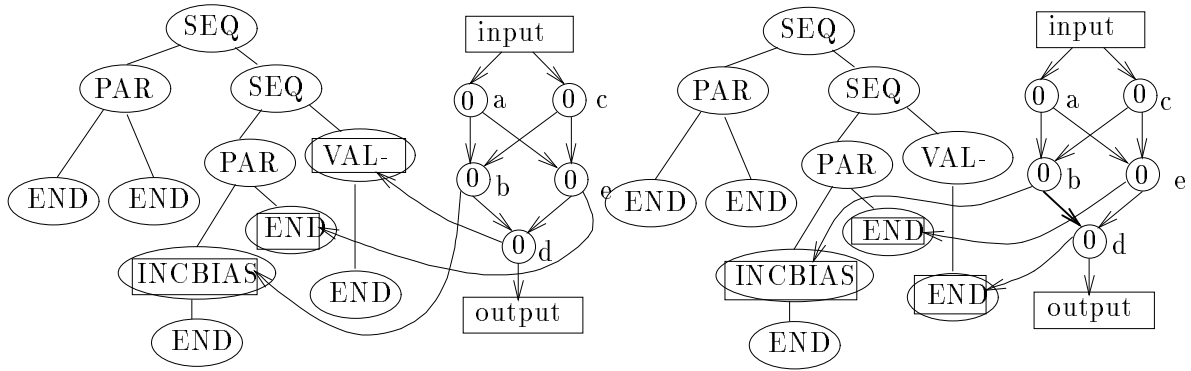 SEQ
input
PAR
SEQ
0 a
0 c
PAR
VAL-
END
END
0 b
0 e
END
0 d
INCBIAS
END
output
END
SEQ
input
PAR
SEQ
0 a
0 c
PAR
VAL-
END
END
0 b
0 e
END
0 d
INCBIAS
END
output
END